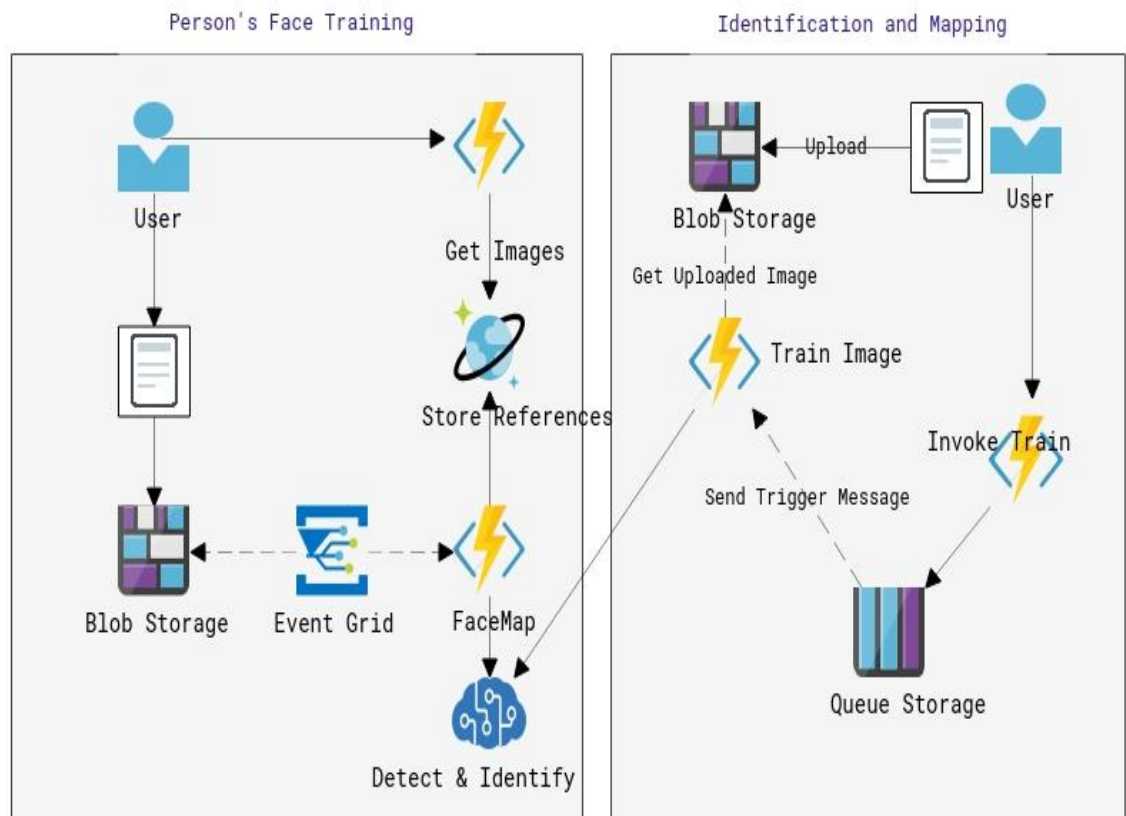 Person's Face Training
Identification and Mapping
User
Get Images
Store References
Blob Storage
Event Grid
FaceMap
Detect & Identify
Upload
Blob Storage
User
Get Uploaded Image
Train Image
Invoke Train
Send Trigger Message
Queue Storage